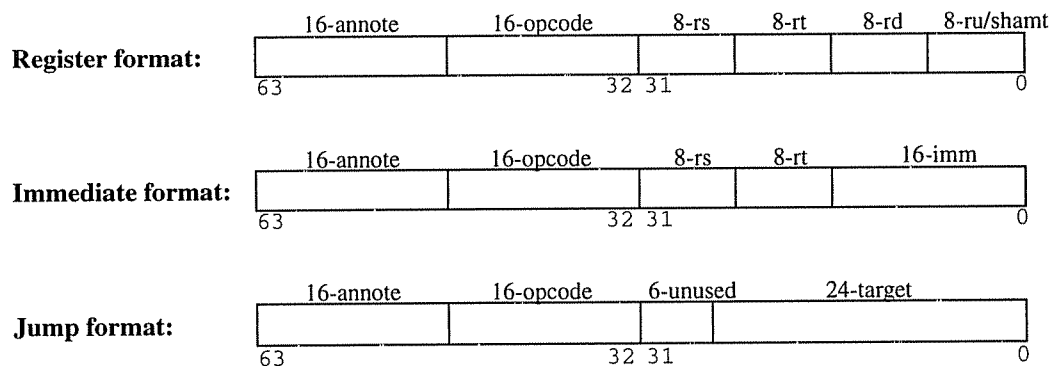 16-annote 16-opcode 8-rs 8-rt 8-rd 8-ru/shamt
Register format:
63 32 31 0
16-annote 16-opcode 8-rs 8-rt 16-imm
Immediate format:
63 32 31 0
16-annote 16-opcode 6-unused 24-target
Jump format:
63 32 31 0